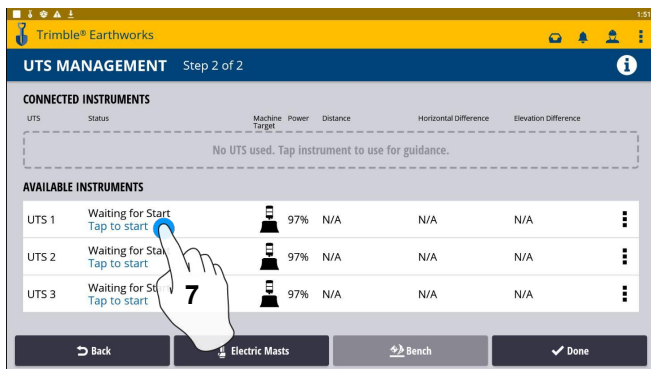 1:51
Trimble® Earthworks
UTS MANAGEMENT Step 2 of 2
CONNECTED INSTRUMENTS
UTS Status Machine Target Power Distance Horizontal Difference Elevation Difference
No UTS used. Tap instrument to use for guidance.
AVAILABLE INSTRUMENTS
UTS 1 Waiting for Start 97% N/A N/A N/A
Tap to start
UTS 2 Waiting for Sta 97% N/A N/A N/A
Tap to start
UTS 3 Waiting for St 97% N/A N/A N/A
Tap to start
7
Back Electric Masts Bench Done